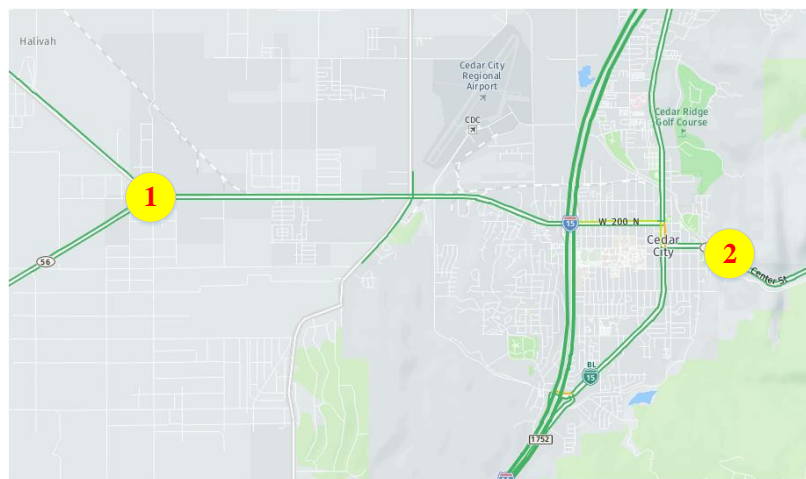 Halivah
Cedar City
Regional
Airport
CDC
Cedar Ridge
Golf Course
1
15
W 200 N
Cedar
City
2
56
Center St
BL
15
1752